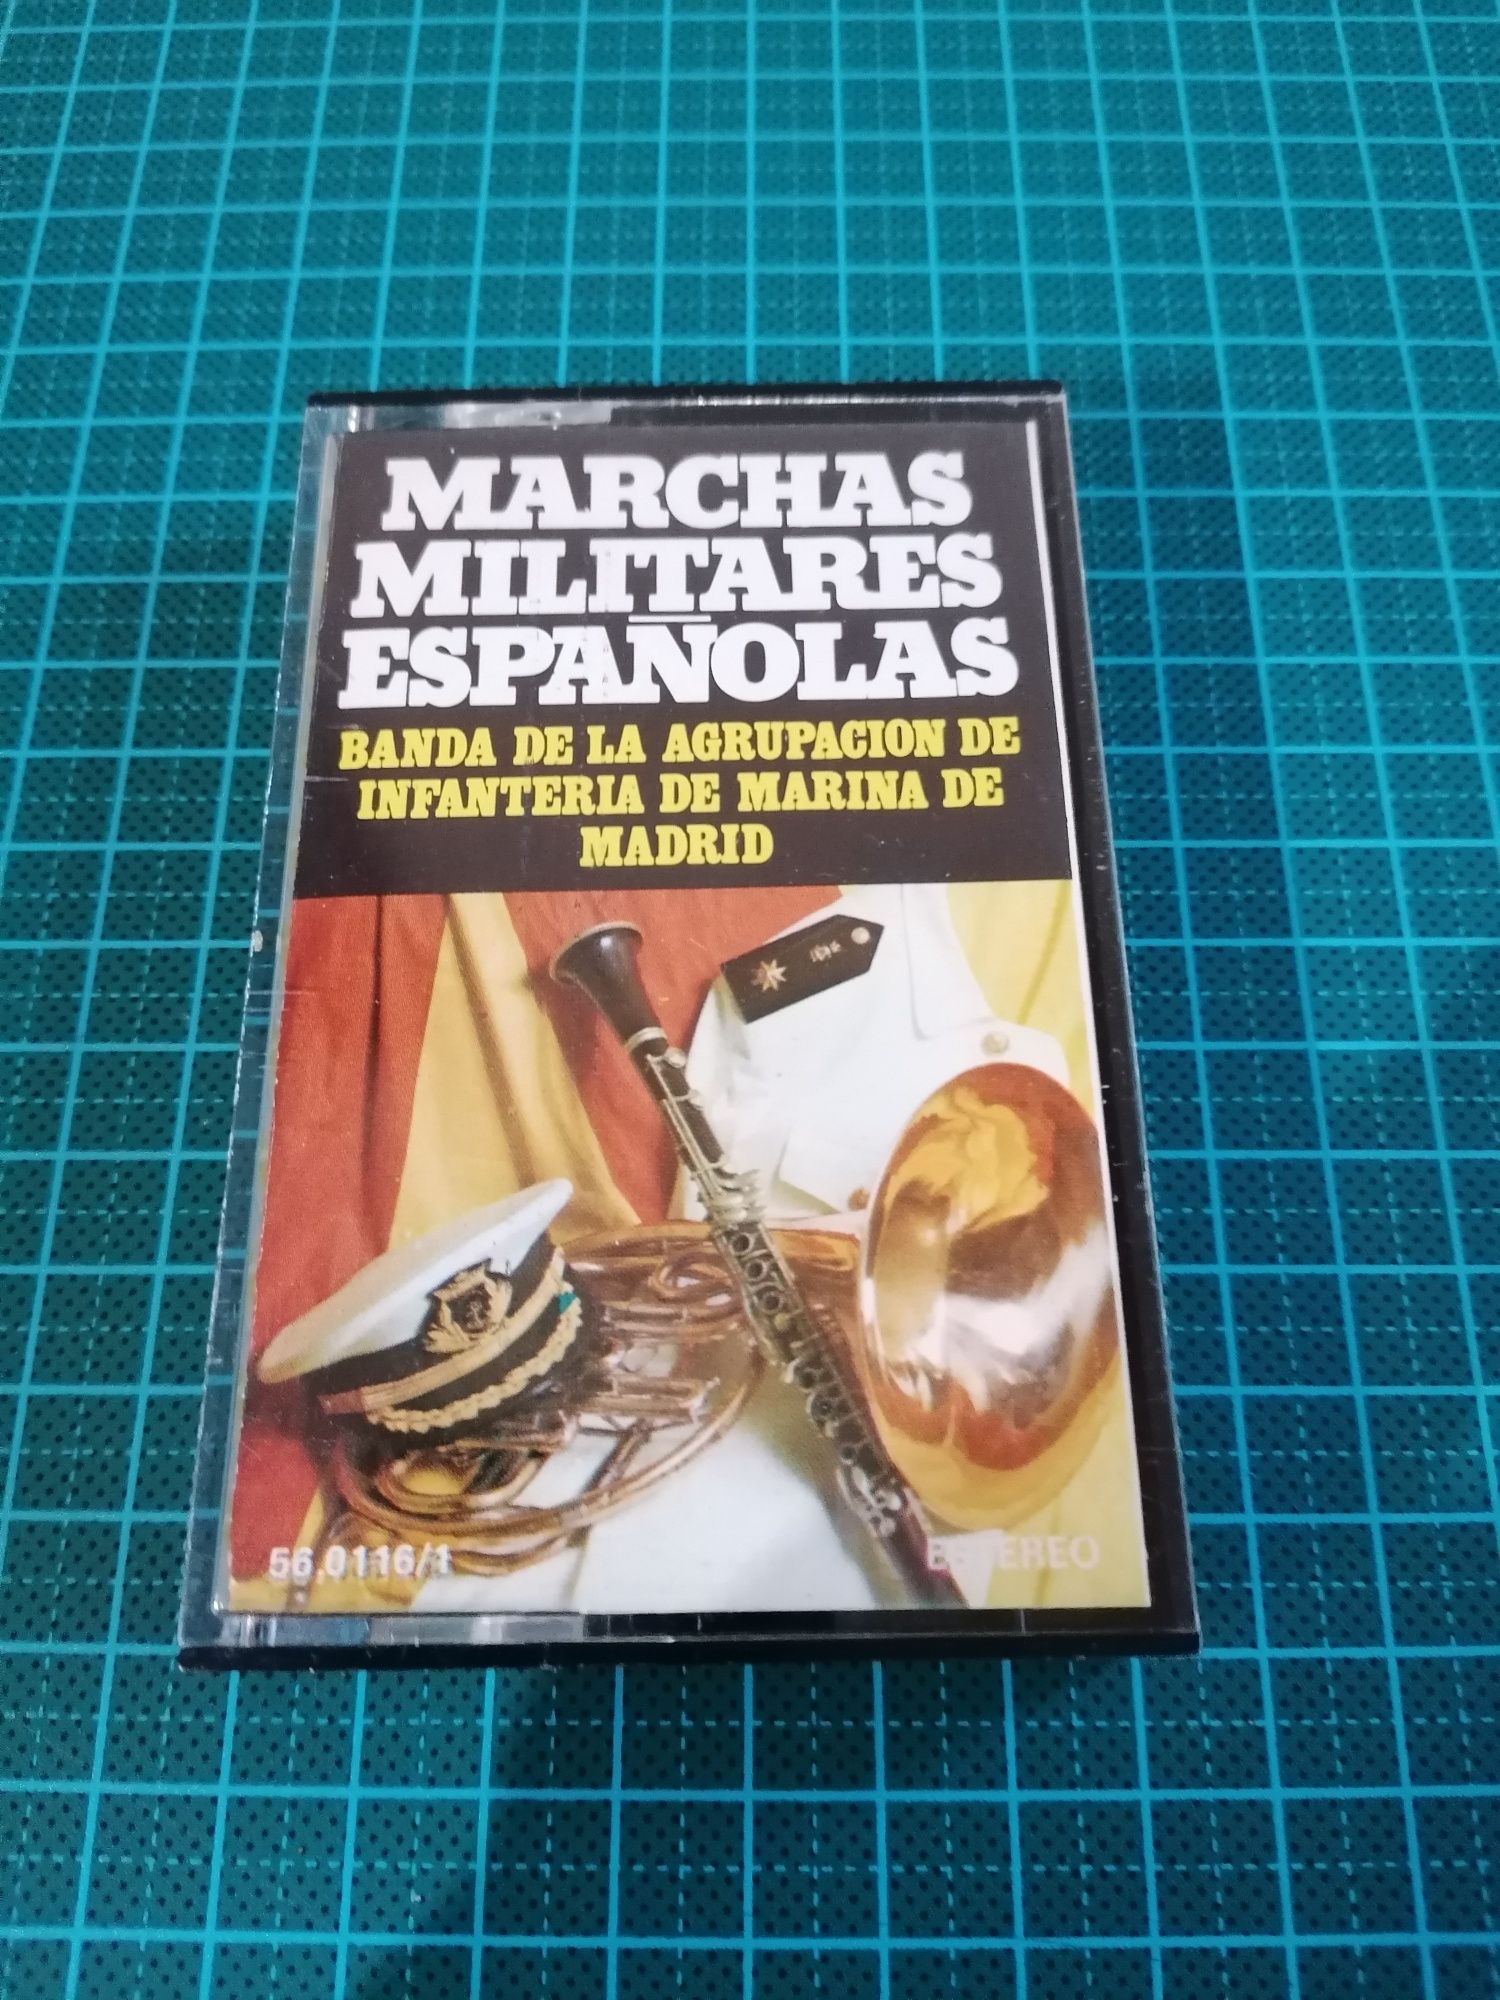 MARCHAS
MILITARES
ESPAÑOLAS
BANDA DE LA AGRUPACION DE
INFANTERIA DE MARINA DE
MADRID
56.0116/1
ESTEREO